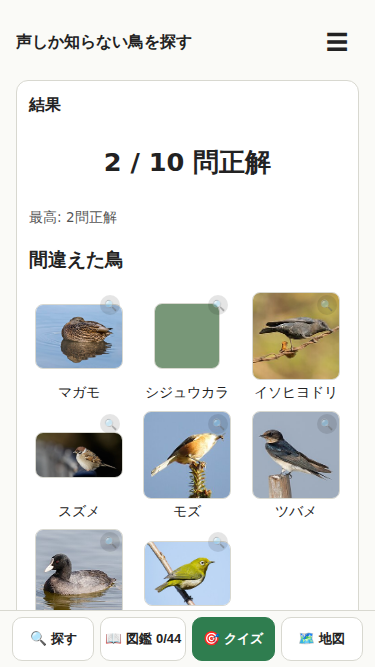 声しか知らない鳥を探す
結果
2 / 10 問正解
最高: 2問正解
間違えた鳥
マガモ
シジュウカラ
イソヒヨドリ
スズメ
モズ
ツバメ
探す
図鑑 0/44
クイズ
地図